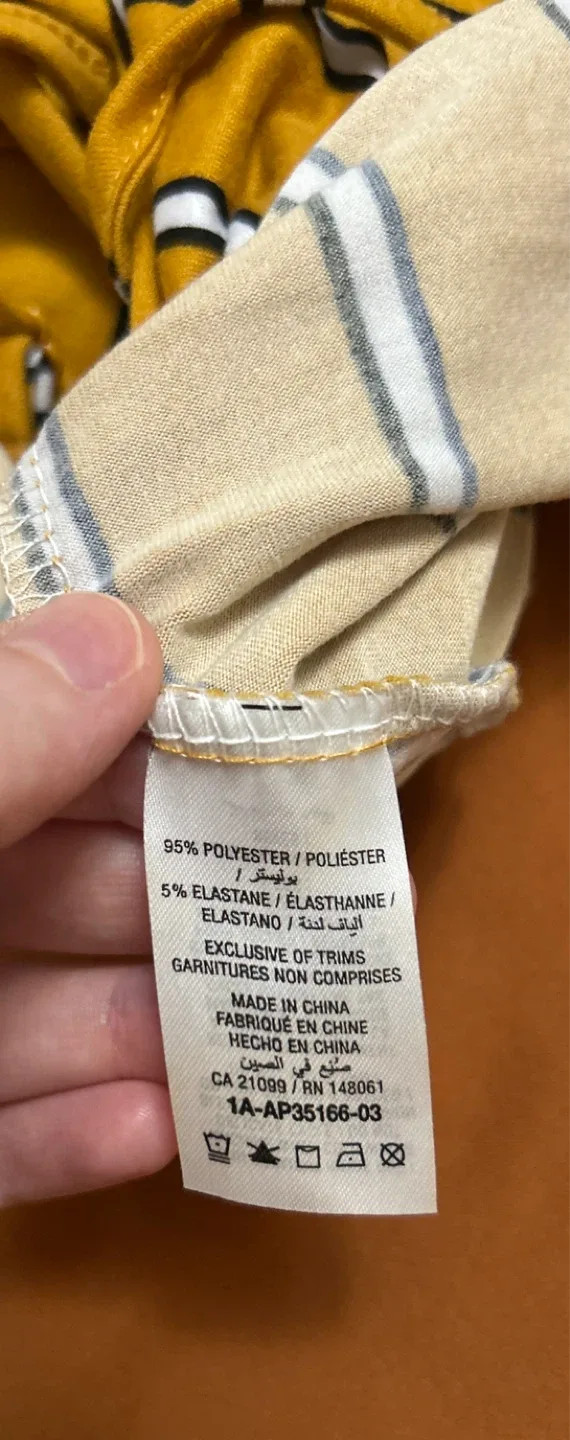 95% POLYESTER / POLIÉSTER
/ بوليستر
5% ELASTANE / ÉLASTHANNE /
ELASTANO / ألياف لدنة
EXCLUSIVE OF TRIMS
GARNITURES NON COMPRISES
MADE IN CHINA
FABRIQUÉ EN CHINE
HECHO EN CHINA
صُنِع في الصين
CA 21099 / RN 148061
1A-AP35166-03